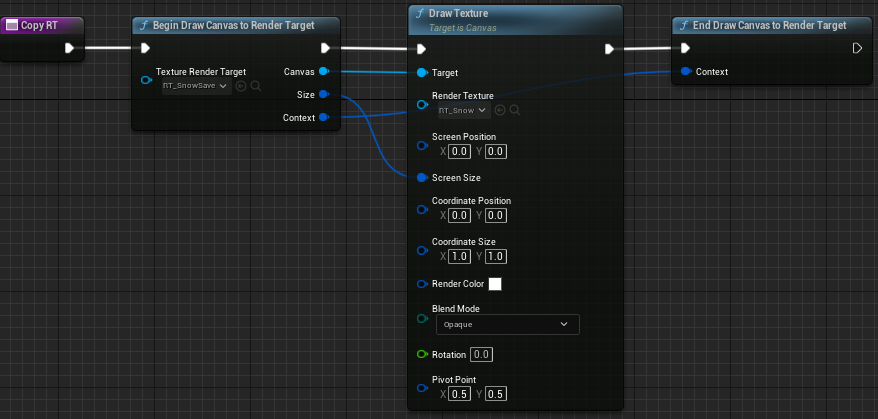 Copy RT
Begin Draw Canvas to Render Target
Texture Render Target
RT_SnowSave
Canvas
Size
Context
Draw Texture
Target is Canvas
Target
Render Texture
RT_Snow
Screen Position
X 0.0 Y 0.0
Screen Size
Coordinate Position
X 0.0 Y 0.0
Coordinate Size
X 1.0 Y 1.0
Render Color
Blend Mode
Opaque
Rotation 0.0
Pivot Point
X 0.5 Y 0.5
End Draw Canvas to Render Target
Context